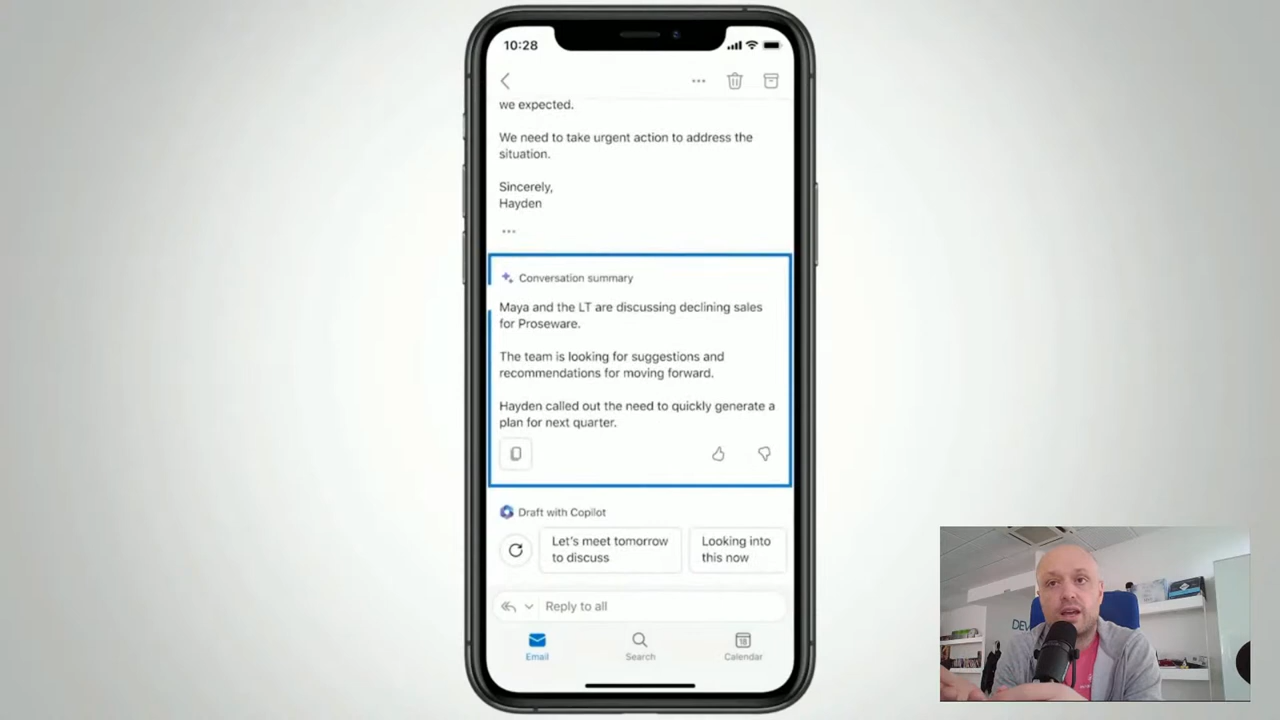 10:28
we expected.
We need to take urgent action to address the
situation.
Sincerely,
Hayden
Conversation summary
Maya and the LT are discussing declining sales
for Proseware.
The team is looking for suggestions and
recommendations for moving forward.
Hayden called out the need to quickly generate a
plan for next quarter.
Draft with Copilot
Let's meet tomorrow
to discuss
Looking into
this now
Reply to all
18
Email
Search
Calendar
DEV